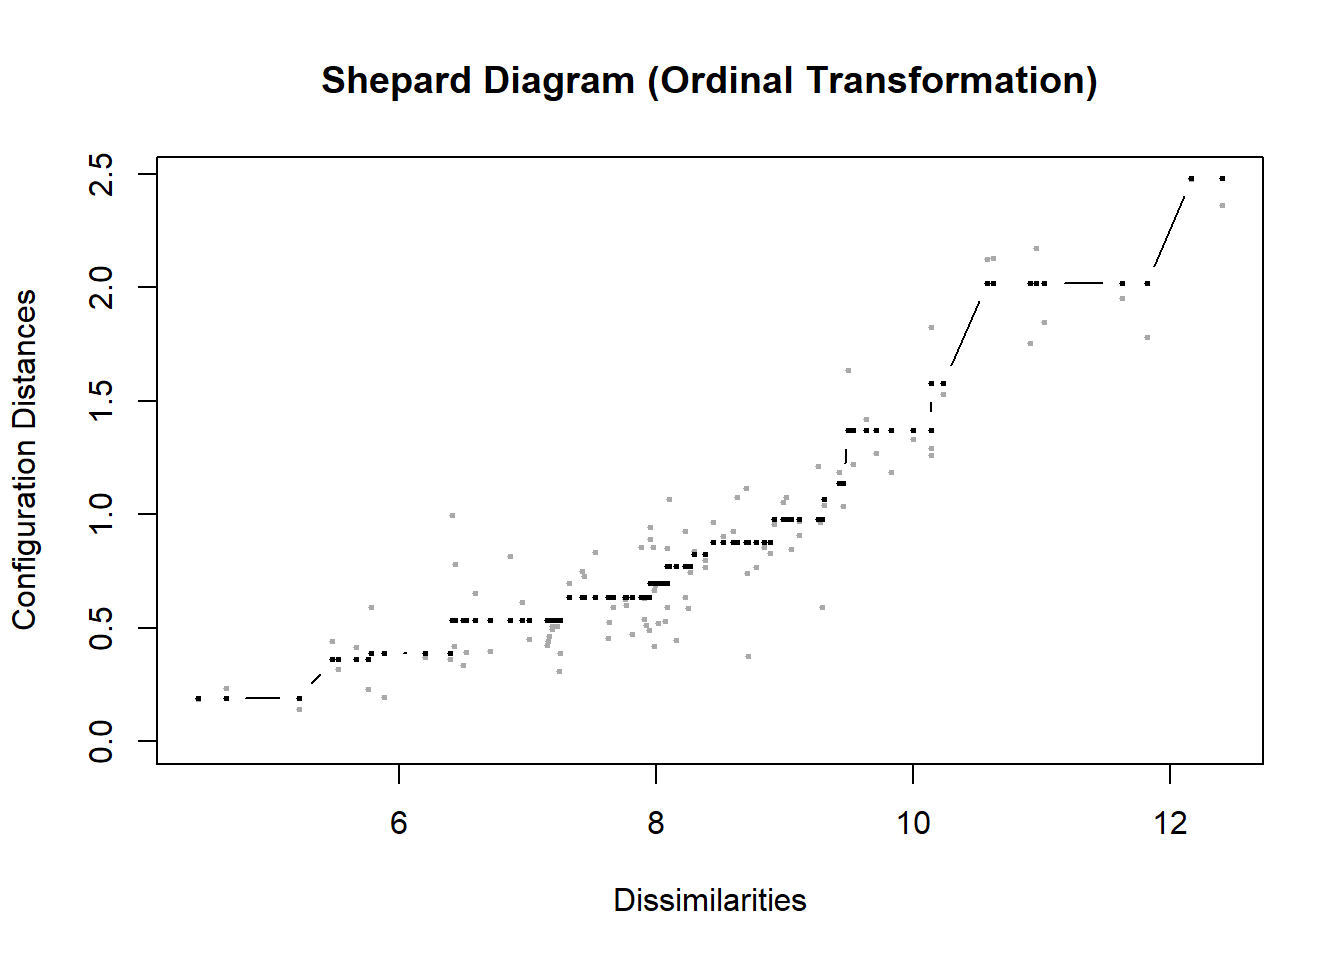 Shepard Diagram (Ordinal Transformation)
Configuration Distances
2.5
2.0
1.5
1.0
0.5
0.0
6 8 10 12
Dissimilarities